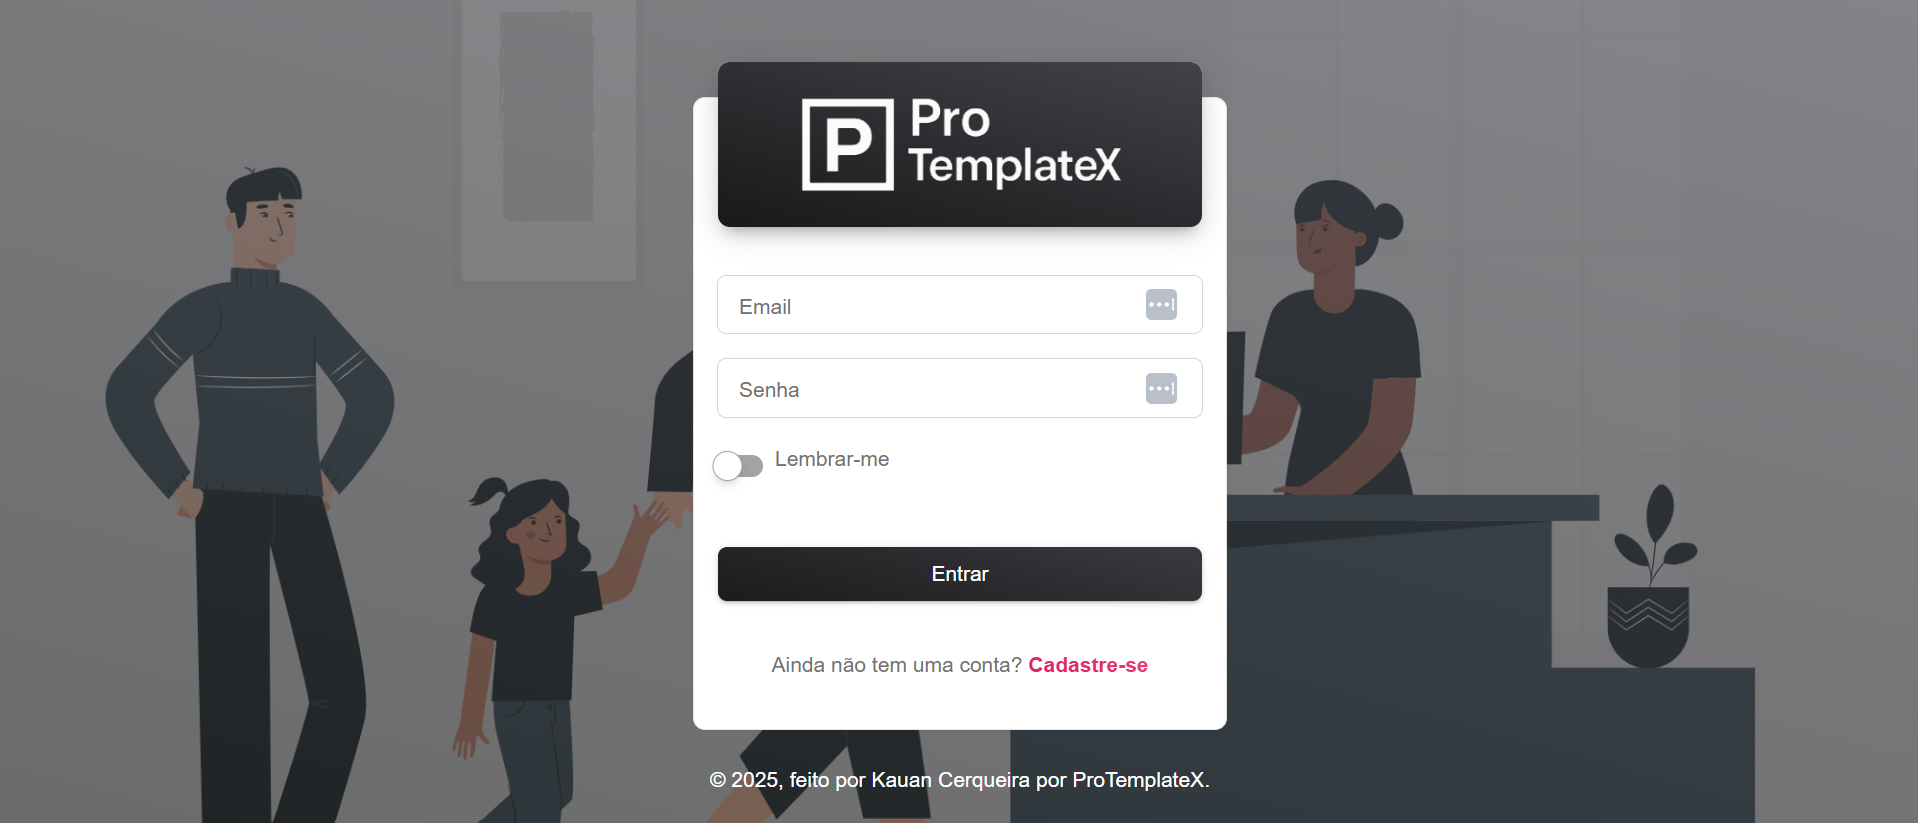 P
Pro
TemplateX
Email
Senha
Lembrar-me
Entrar
Ainda não tem uma conta? Cadastre-se
© 2025, feito por Kauan Cerqueira por ProTemplateX.